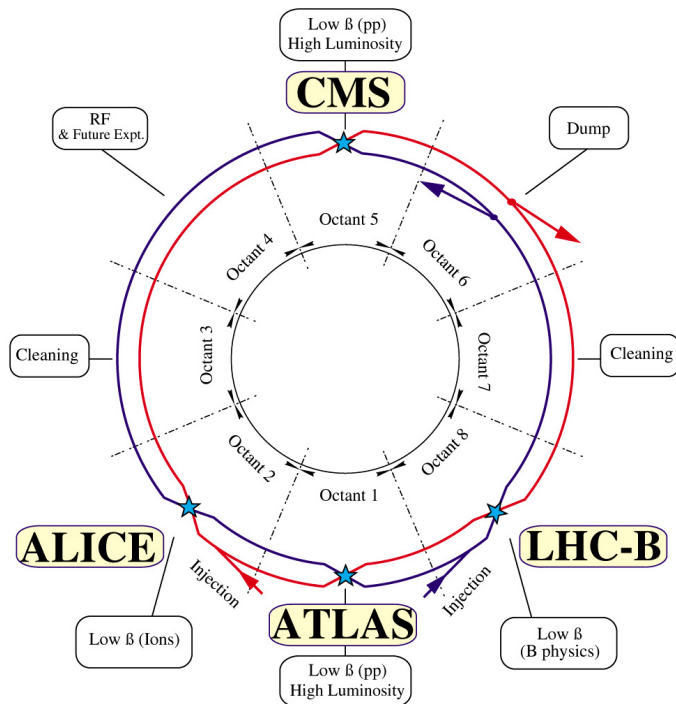 Low ß (pp)
High Luminosity
CMS
RF
& Future Expt.
Dump
Octant 5
Octant 4
Octant 6
Cleaning
Octant 3
Octant 7
Cleaning
Octant 2
Octant 8
Octant 1
ALICE
LHC-B
Injection
Injection
ATLAS
Low ß (Ions)
Low ß
(B physics)
Low ß (pp)
High Luminosity